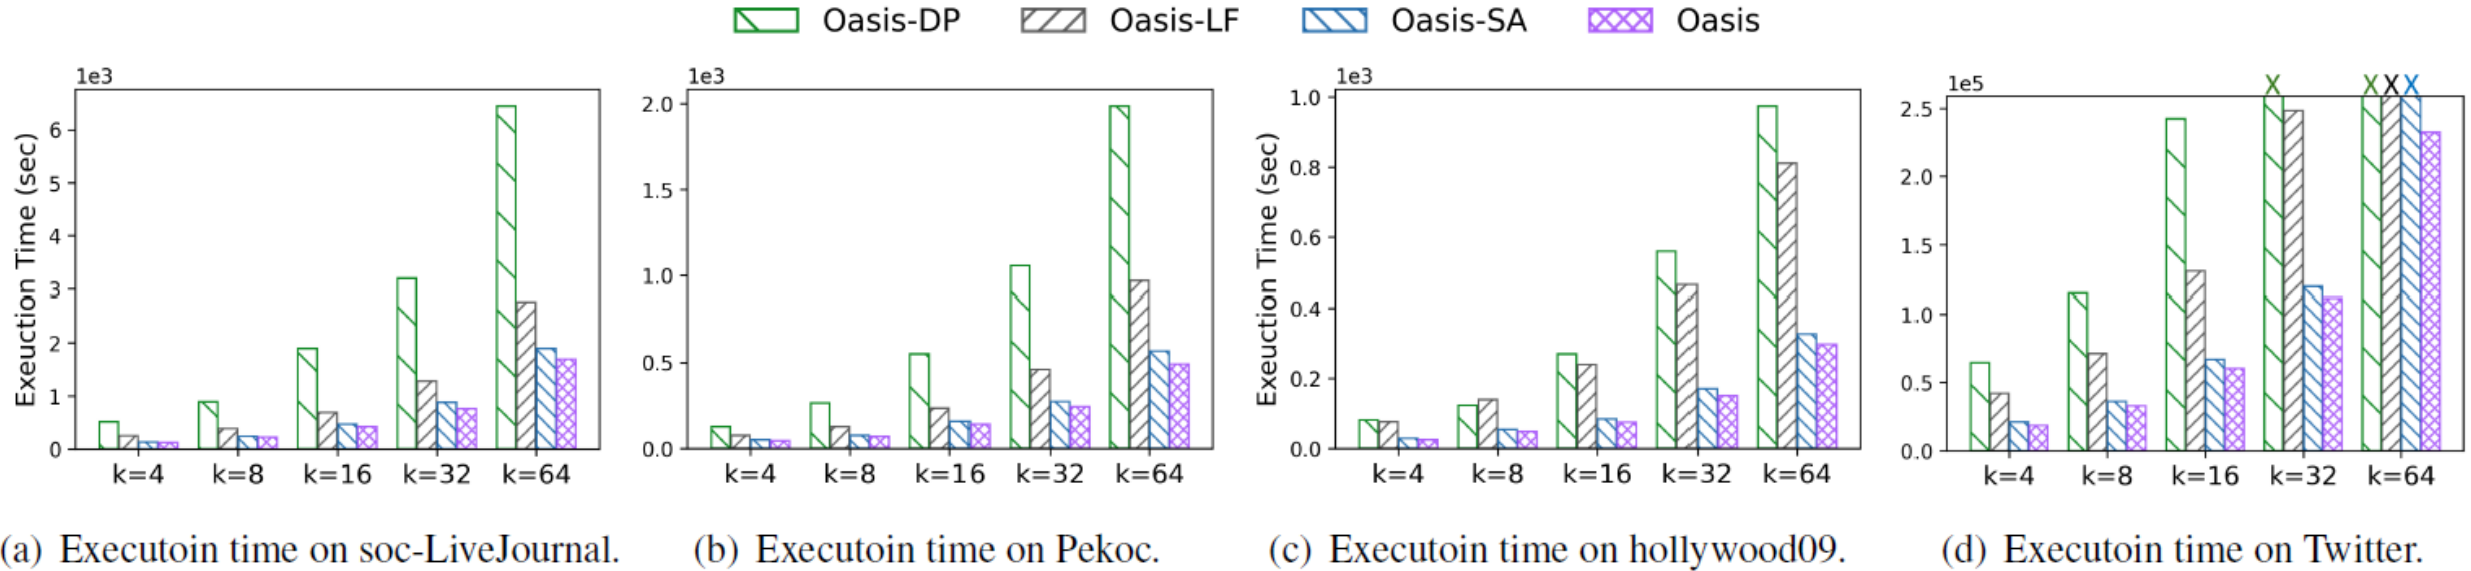 Oasis-DP Oasis-LF Oasis-SA Oasis
1e3
Exeuction Time (sec)
6
5
4
3
2
1
0
k=4 k=8 k=16 k=32 k=64
(a) Executoin time on soc-LiveJournal.
1e3
2.0
1.5
1.0
0.5
0.0
k=4 k=8 k=16 k=32 k=64
(b) Executoin time on Pekoc.
1e3
Exeuction Time (sec)
1.0
0.8
0.6
0.4
0.2
0.0
k=4 k=8 k=16 k=32 k=64
(c) Executoin time on hollywood09.
1e5
X X X X
2.5
2.0
1.5
1.0
0.5
0.0
k=4 k=8 k=16 k=32 k=64
(d) Executoin time on Twitter.